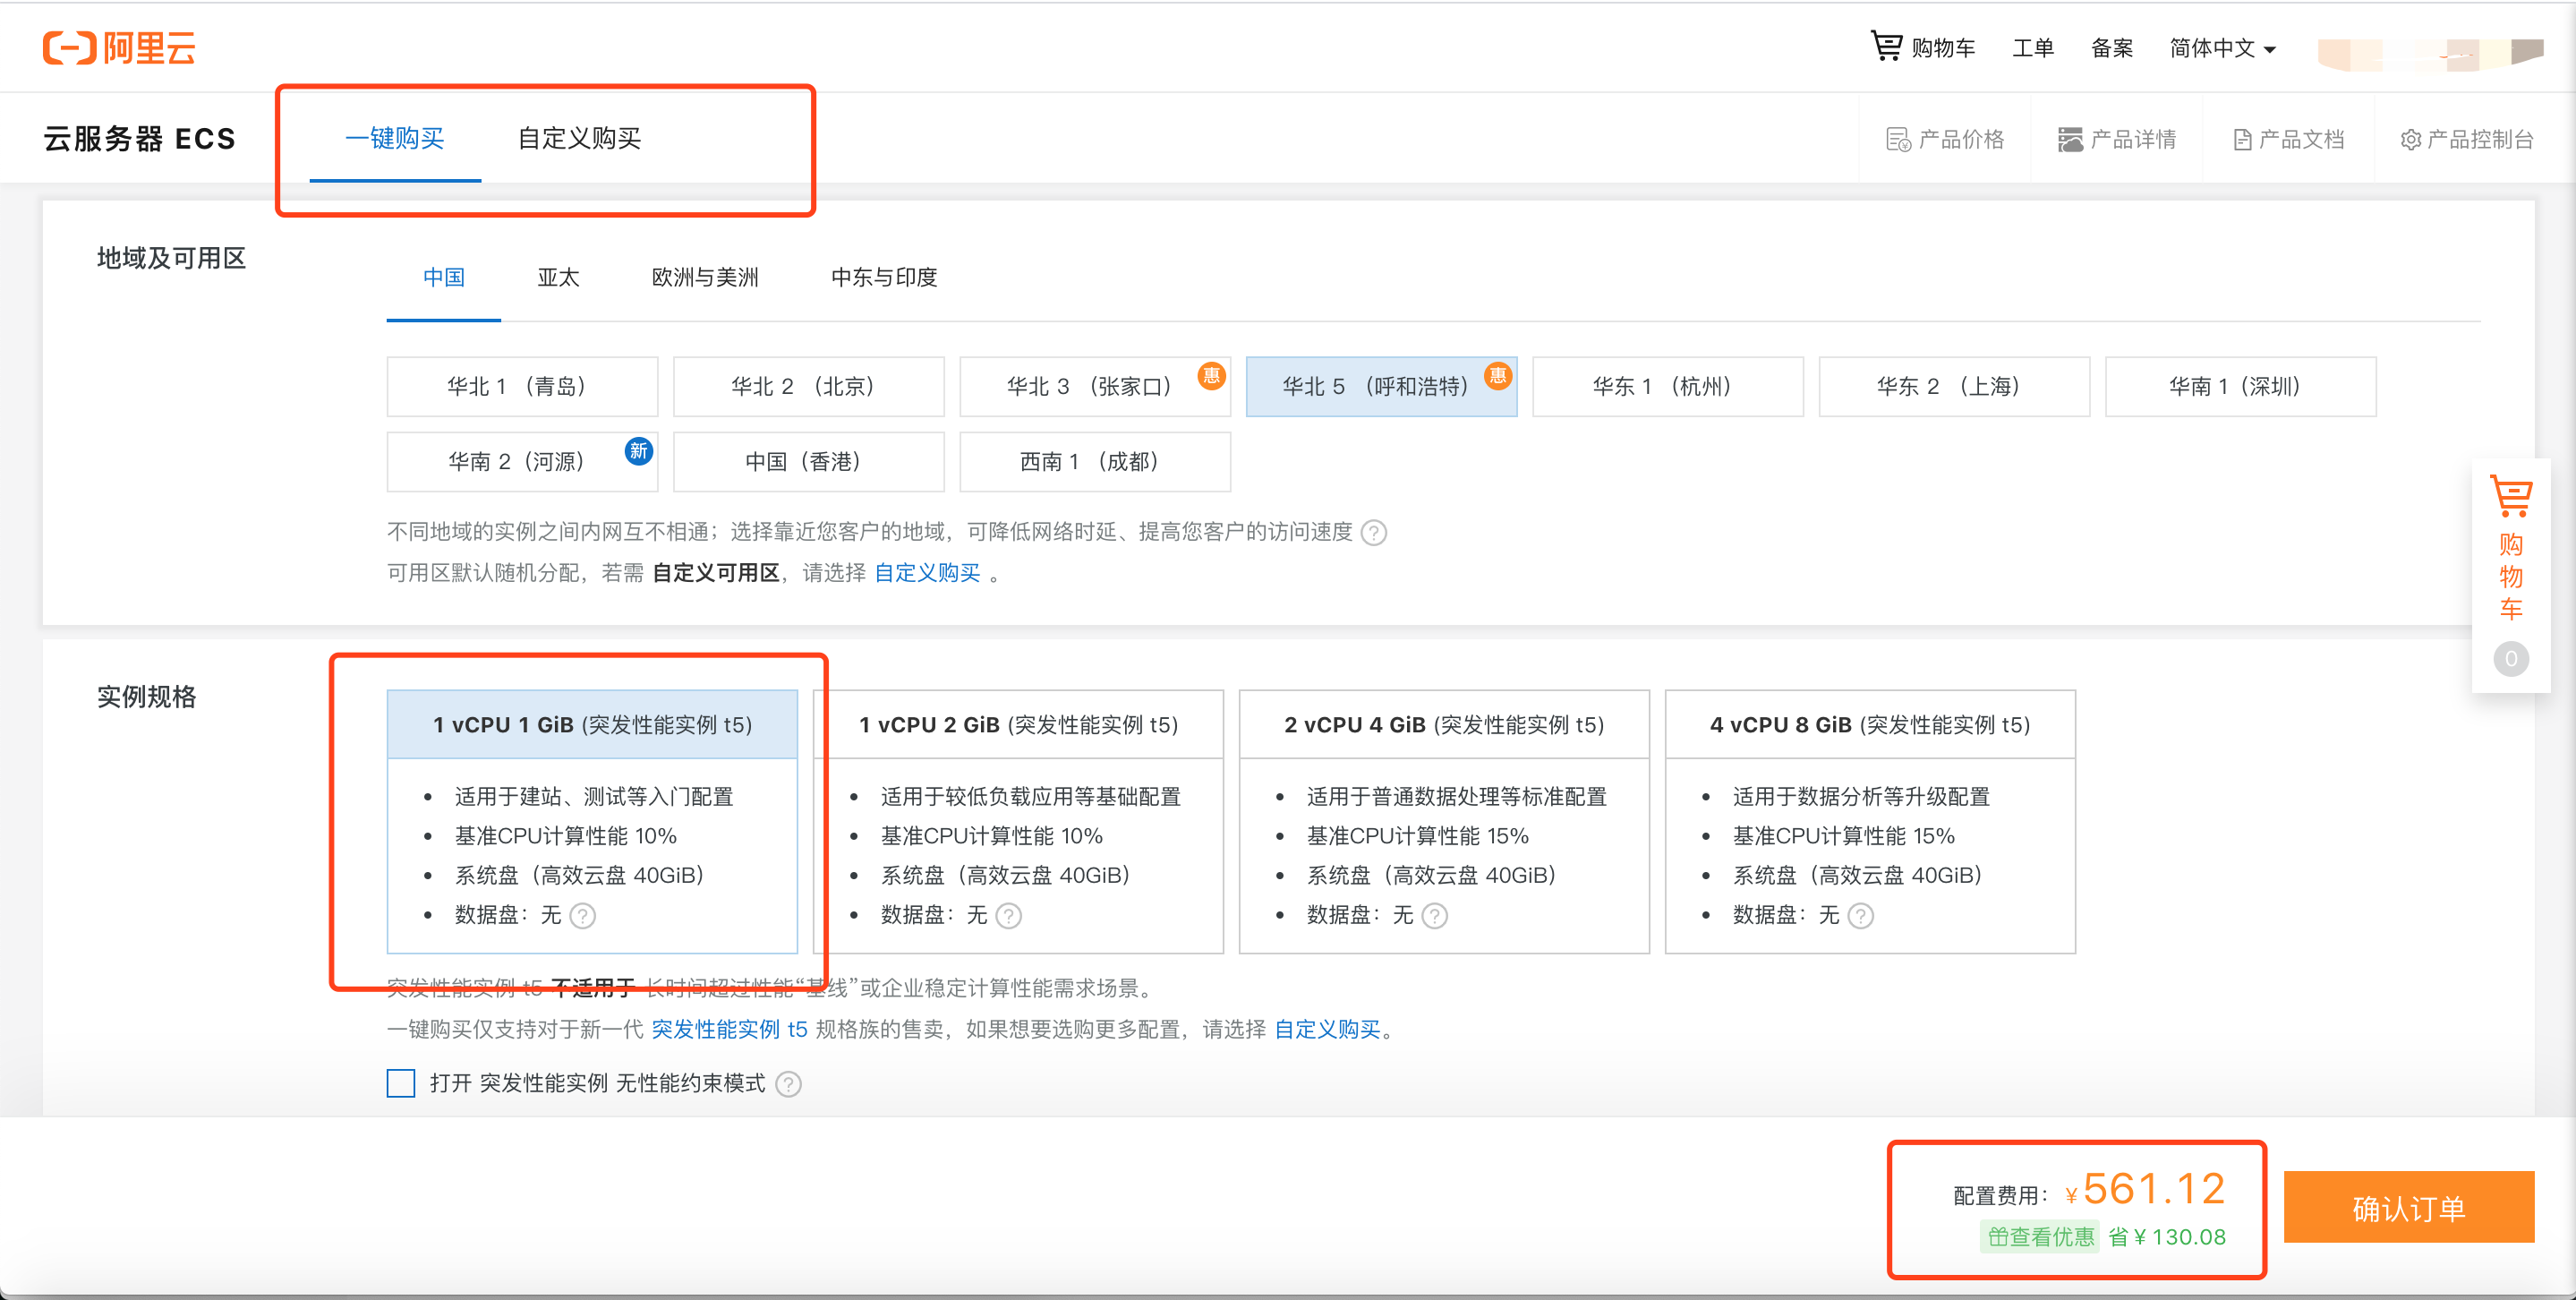 阿里云
购物车 工单 备案 简体中文
云服务器 ECS 一键购买 自定义购买 产品价格 产品详情 产品文档 产品控制台
地域及可用区
中国 亚太 欧洲与美洲 中东与印度
华北 1 （青岛） 华北 2 （北京） 华北 3 （张家口） 惠 华北 5 （呼和浩特） 惠 华东 1 （杭州） 华东 2 （上海） 华南 1（深圳）
华南 2（河源） 新 中国（香港） 西南 1 （成都）
不同地域的实例之间内网互不相通；选择靠近您客户的地域，可降低网络时延、提高您客户的访问速度 ?
可用区默认随机分配，若需 自定义可用区，请选择 自定义购买 。
购物车
0
实例规格
1 vCPU 1 GiB (突发性能实例 t5) 1 vCPU 2 GiB (突发性能实例 t5) 2 vCPU 4 GiB (突发性能实例 t5) 4 vCPU 8 GiB (突发性能实例 t5)
• 适用于建站、测试等入门配置 • 适用于较低负载应用等基础配置 • 适用于普通数据处理等标准配置 • 适用于数据分析等升级配置
• 基准CPU计算性能 10% • 基准CPU计算性能 10% • 基准CPU计算性能 15% • 基准CPU计算性能 15%
• 系统盘（高效云盘 40GiB） • 系统盘（高效云盘 40GiB） • 系统盘（高效云盘 40GiB） • 系统盘（高效云盘 40GiB）
• 数据盘：无 ? • 数据盘：无 ? • 数据盘：无 ? • 数据盘：无 ?
突发性能实例 t5 不适用于 长时间超过性能“基线”或企业稳定计算性能需求场景。
一键购买仅支持对于新一代 突发性能实例 t5 规格族的售卖，如果想要选购更多配置，请选择 自定义购买。
打开 突发性能实例 无性能约束模式 ?
配置费用：￥561.12
查看优惠 省￥130.08
确认订单